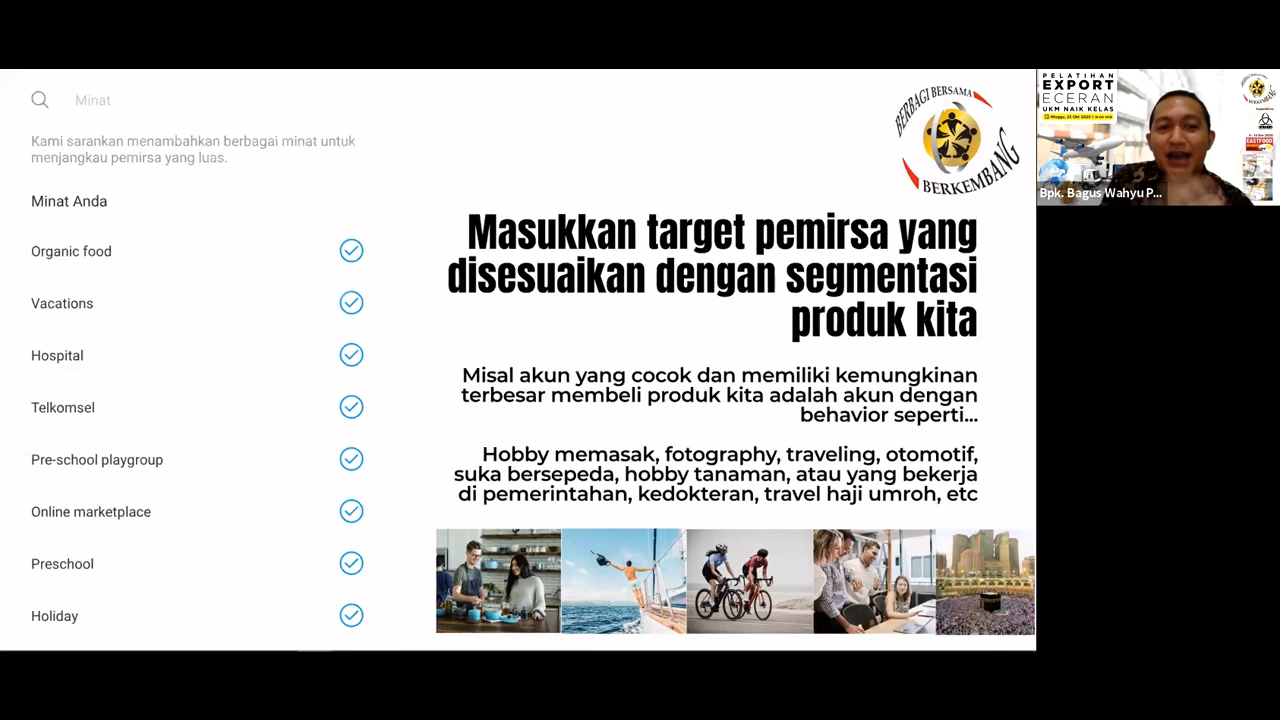 Minat
Kami sarankan menambahkan berbagai minat untuk
menjangkau pemirsa yang luas.
Minat Anda
Organic food
Vacations
Hospital
Telkomsel
Pre-school playgroup
Online marketplace
Preschool
Holiday
BERBAGI BERSAMA
BERKEMBANG
Masukkan target pemirsa yang
disesuaikan dengan segmentasi
produk kita
Misal akun yang cocok dan memiliki kemungkinan
terbesar membeli produk kita adalah akun dengan
behavior seperti...
Hobby memasak, fotography, traveling, otomotif,
suka bersepeda, hobby tanaman, atau yang bekerja
di pemerintahan, kedokteran, travel haji umroh, etc
PELATIHAN
EXPORT
ECERAN
UKM NAIK KELAS
EASTFOOD
Bpk. Bagus Wahyu P...